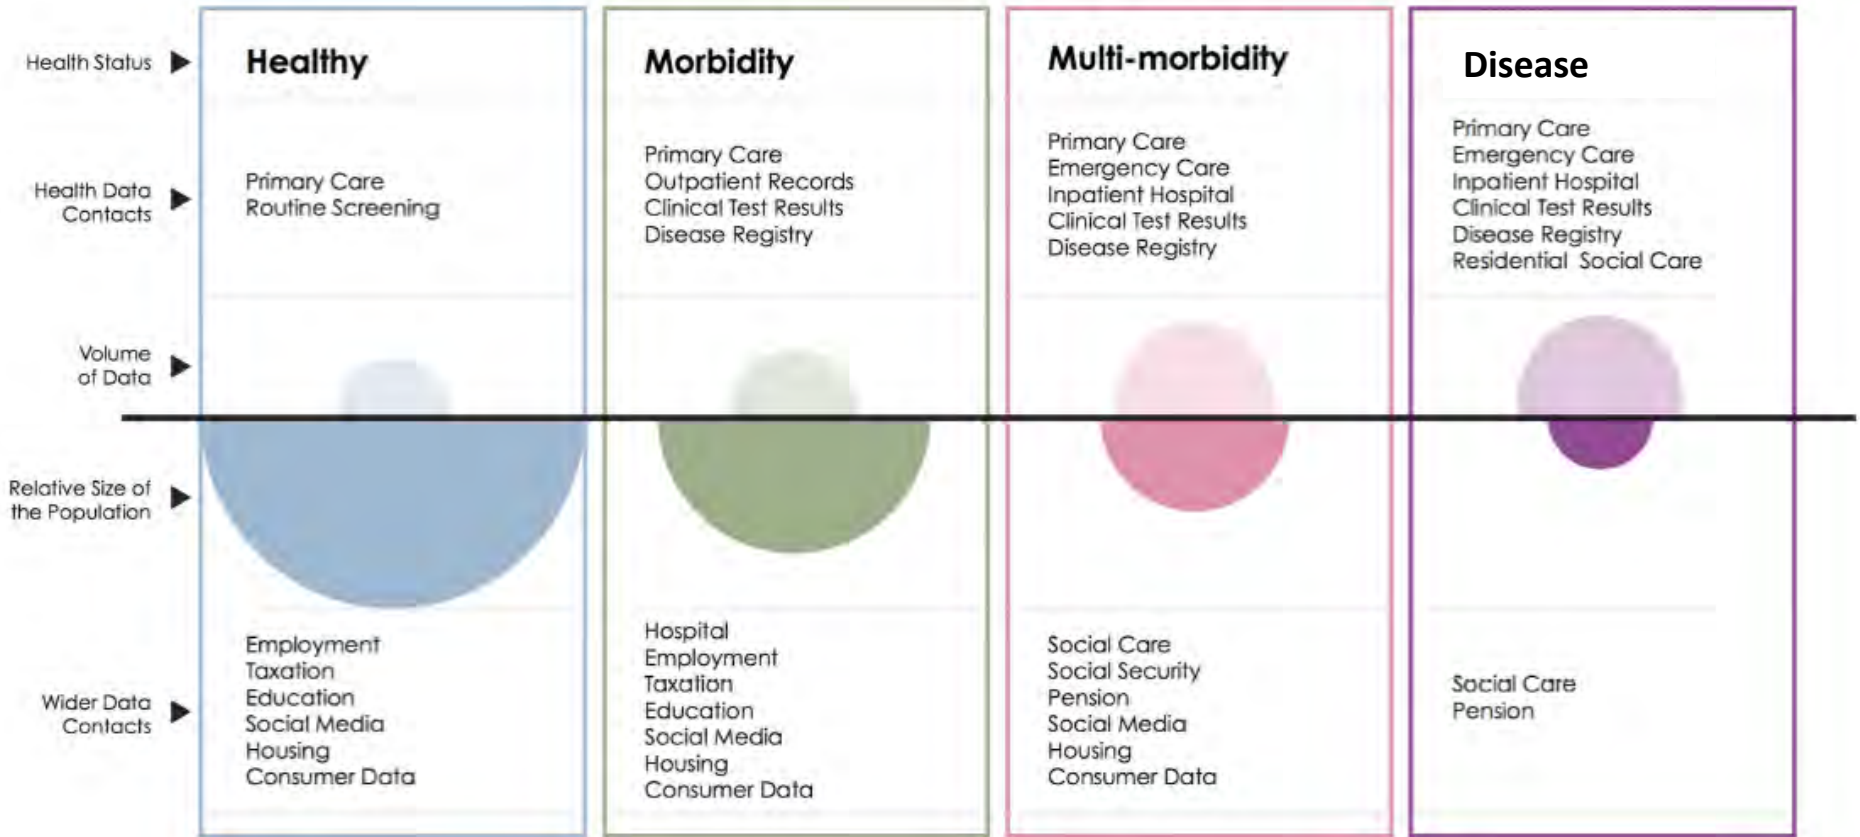 Health Status
Healthy
Morbidity
Multi-morbidity
Disease
Health Data
Contacts
Primary Care
Routine Screening
Primary Care
Outpatient Records
Clinical Test Results
Disease Registry
Primary Care
Emergency Care
Inpatient Hospital
Clinical Test Results
Disease Registry
Primary Care
Emergency Care
Inpatient Hospital
Clinical Test Results
Disease Registry
Residential Social Care
Volume
of Data
Relative Size of
the Population
Wider Data
Contacts
Employment
Taxation
Education
Social Media
Housing
Consumer Data
Hospital
Employment
Taxation
Education
Social Media
Housing
Consumer Data
Social Care
Social Security
Pension
Social Media
Housing
Consumer Data
Social Care
Pension